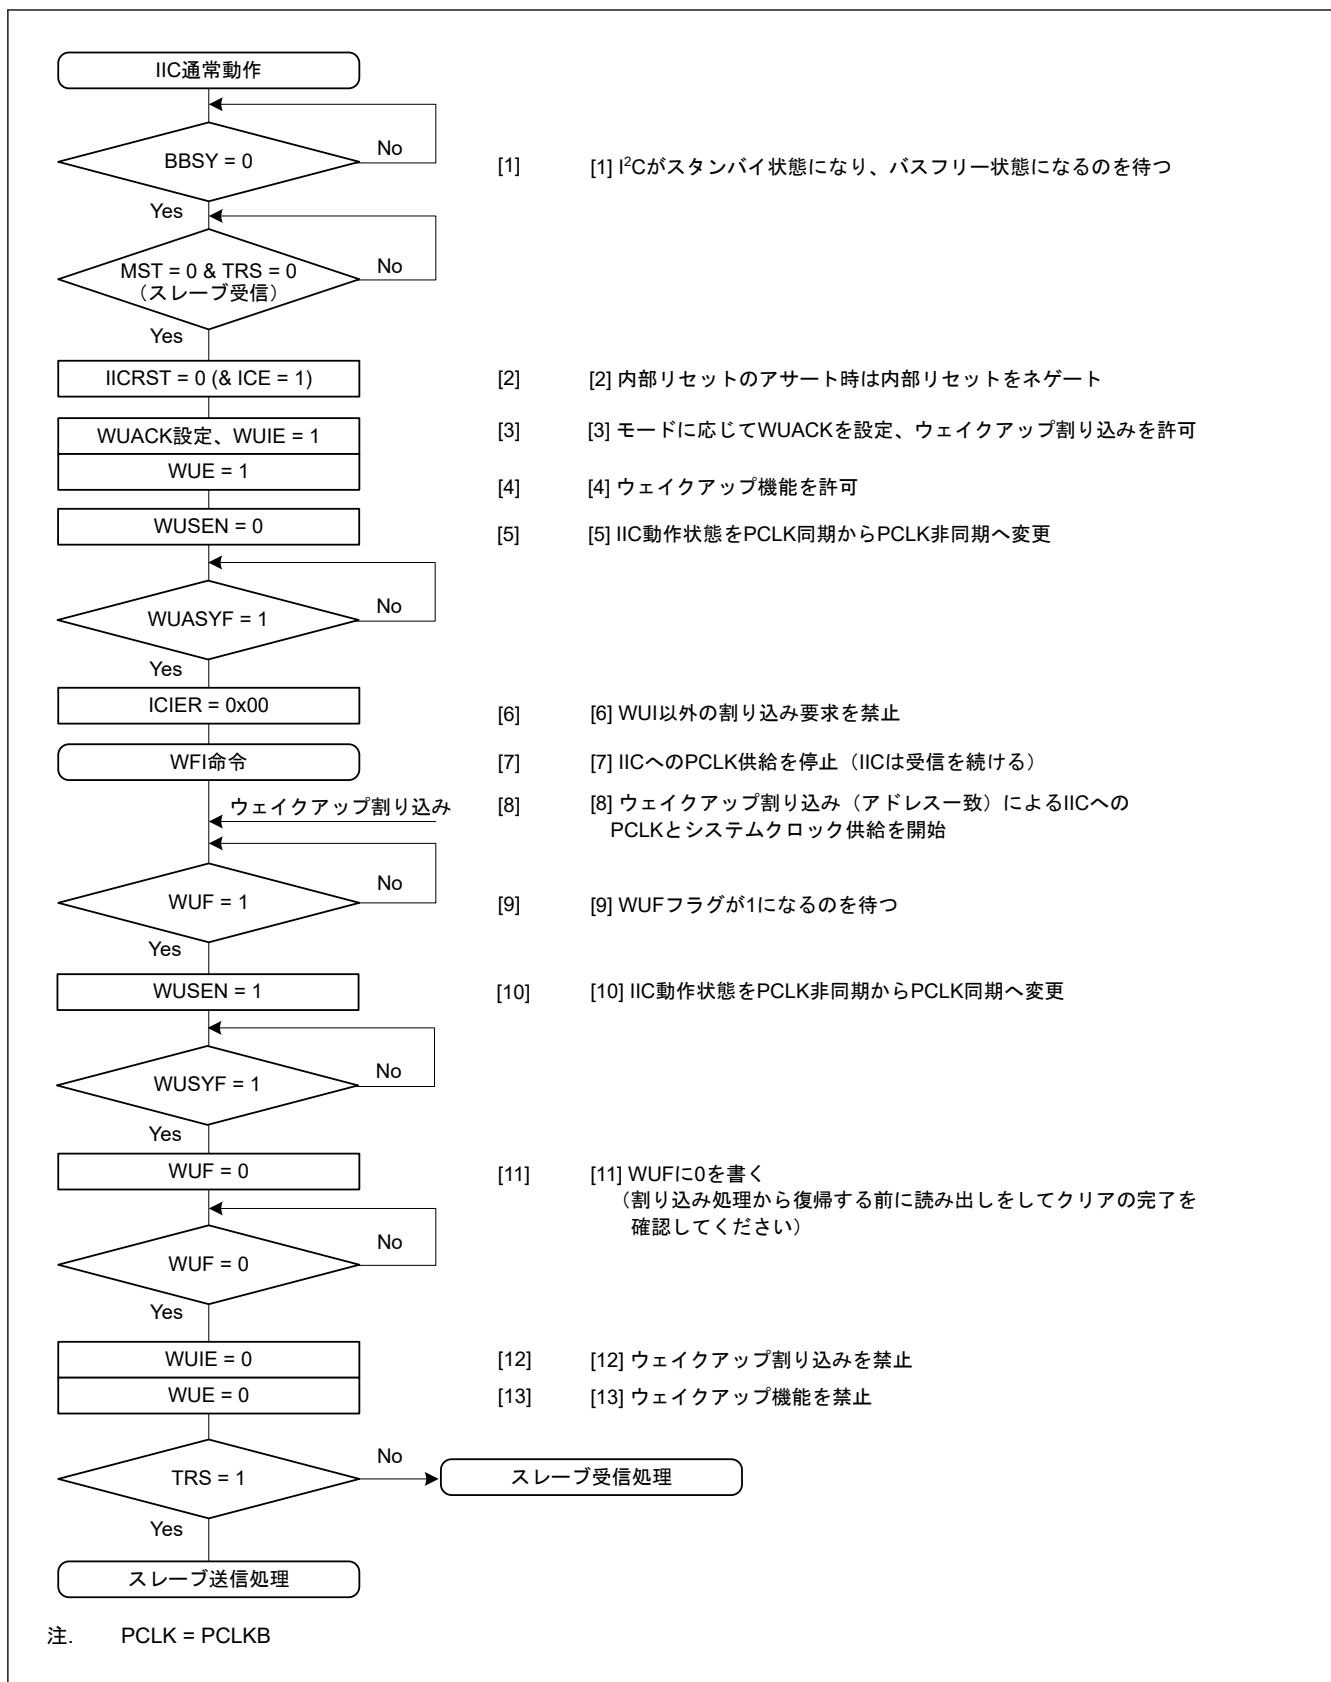 IIC通常動作
BBSY = 0
No
[1] [1] I²Cがスタンバイ状態になり、バスフリー状態になるのを待つ
Yes
MST = 0 & TRS = 0
(スレーブ受信)
No
Yes
IICRST = 0 (& ICE = 1)
[2] [2] 内部リセットのアサート時は内部リセットをネゲート
WUACK設定、WUIE = 1
[3] [3] モードに応じてWUACKを設定、ウェイクアップ割り込みを許可
WUE = 1
[4] [4] ウェイクアップ機能を許可
WUSEN = 0
[5] [5] IIC動作状態をPCLK同期からPCLK非同期へ変更
WUASYF = 1
No
Yes
ICIER = 0x00
[6] [6] WUI以外の割り込み要求を禁止
WFI命令
[7] [7] IICへのPCLK供給を停止（IICは受信を続ける）
ウェイクアップ割り込み
[8] [8] ウェイクアップ割り込み（アドレス一致）によるIICへの
PCLKとシステムクロック供給を開始
WUF = 1
No
[9] [9] WUFフラグが1になるのを待つ
Yes
WUSEN = 1
[10] [10] IIC動作状態をPCLK非同期からPCLK同期へ変更
WUSYF = 1
No
Yes
WUF = 0
[11] [11] WUFに0を書く
（割り込み処理から復帰する前に読み出しをしてクリアの完了を
確認してください）
WUF = 0
No
Yes
WUIE = 0
[12] [12] ウェイクアップ割り込みを禁止
WUE = 0
[13] [13] ウェイクアップ機能を禁止
TRS = 1
No
スレーブ受信処理
Yes
スレーブ送信処理
注. PCLK = PCLKB